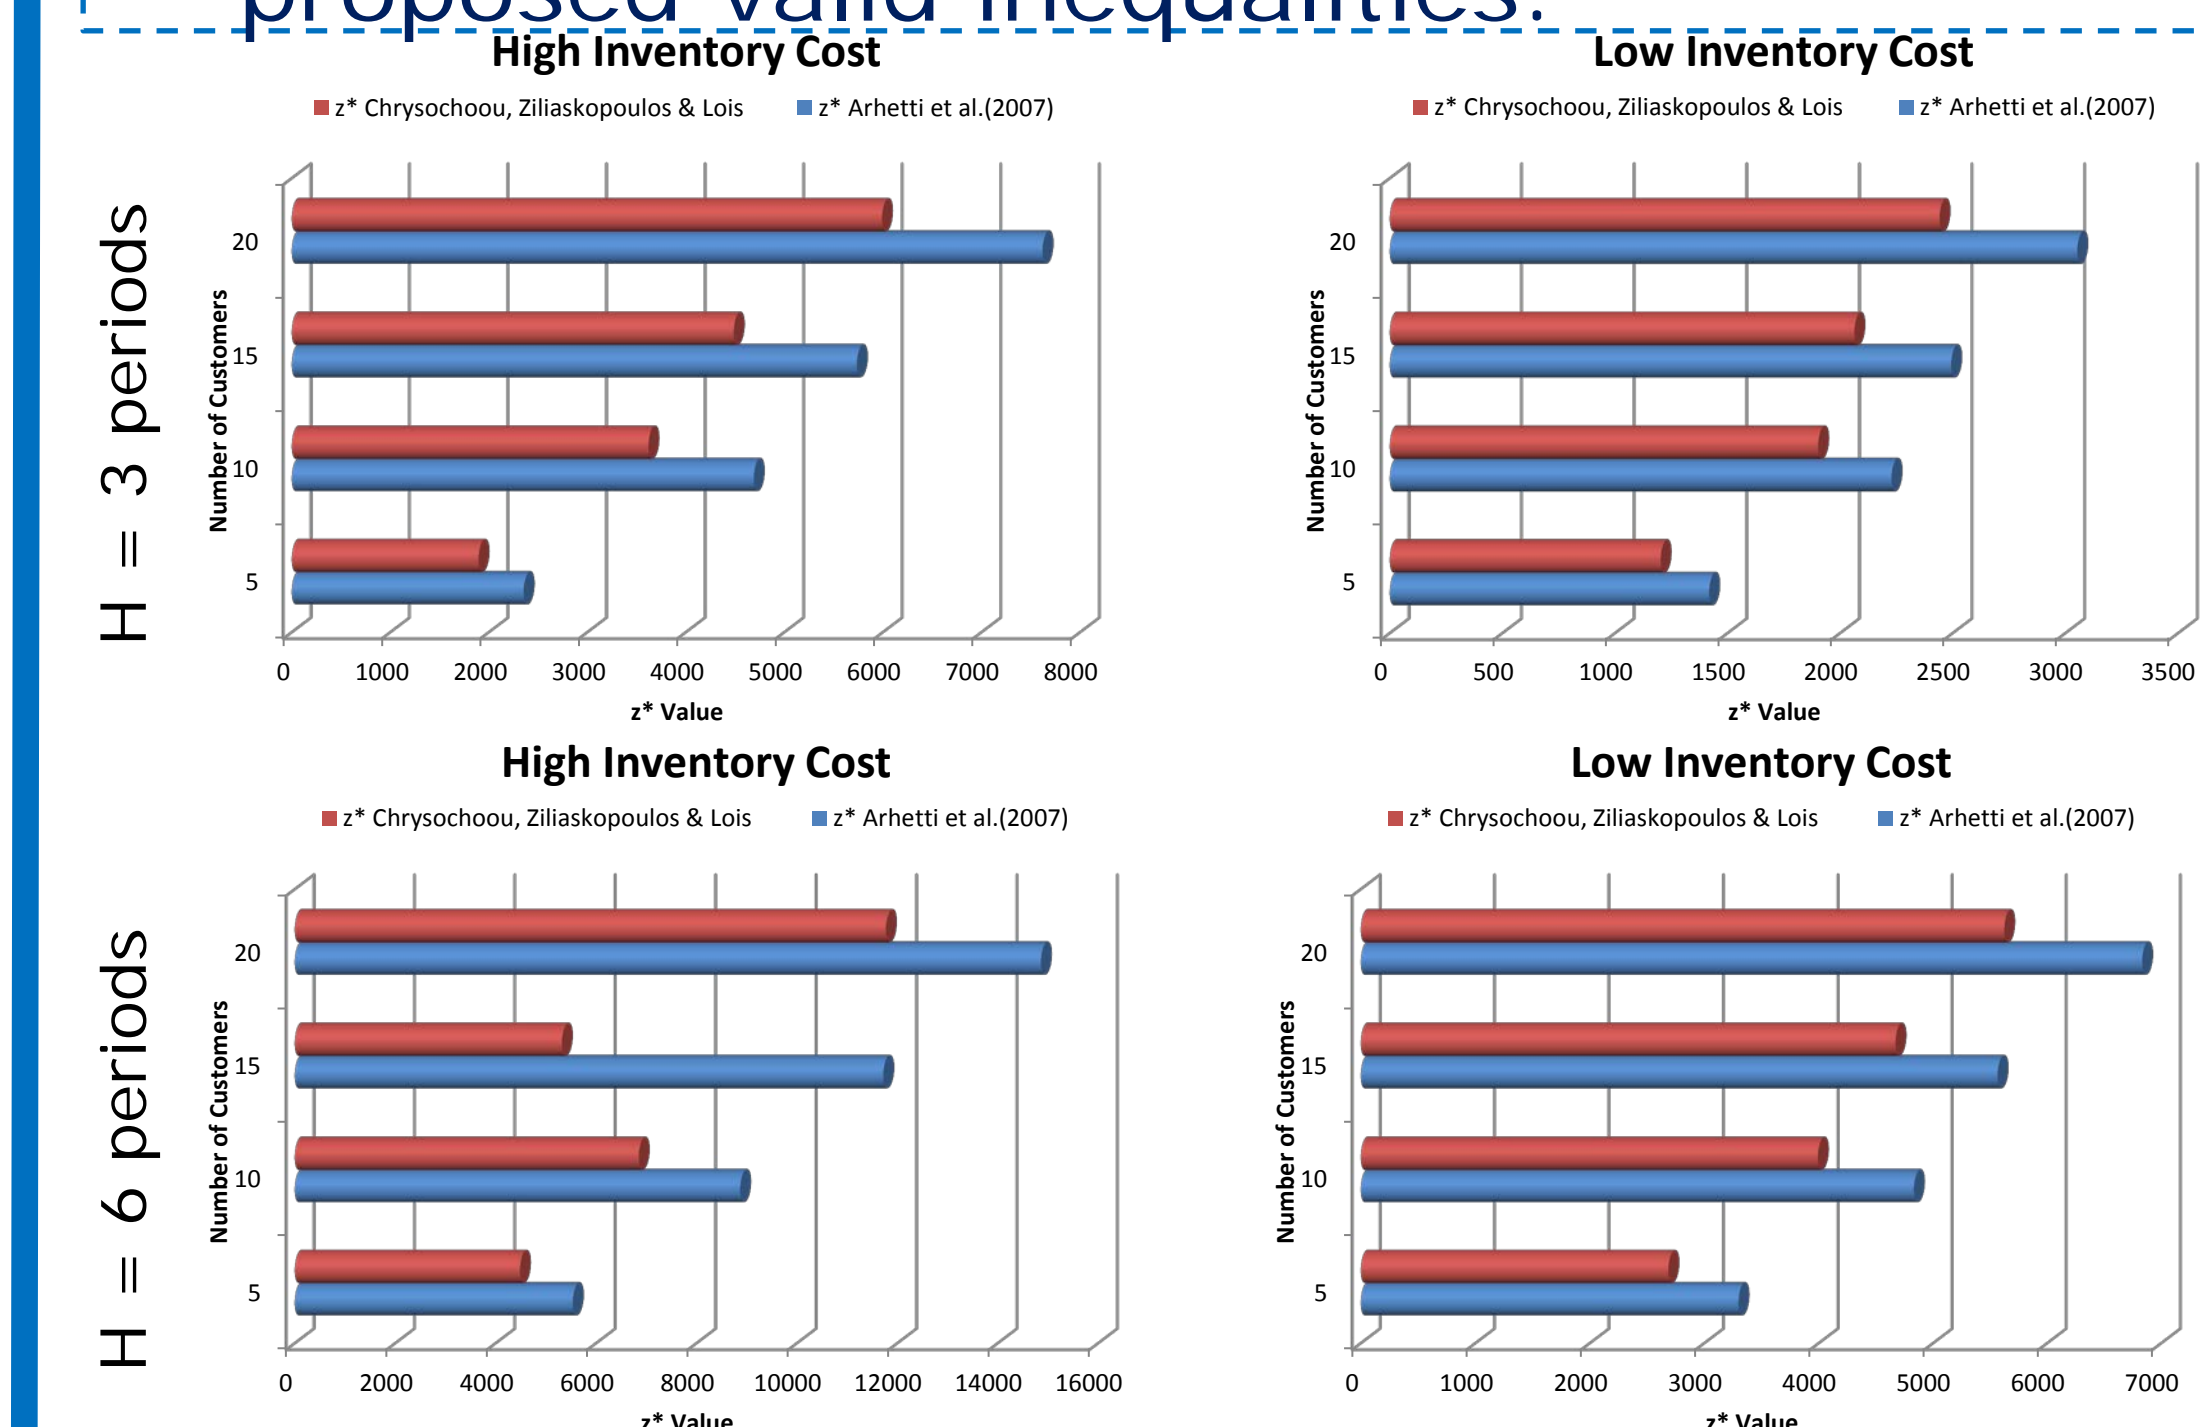 proposed valid inequalities.
High Inventory Cost
z* Chrysochoou, Ziliaskopoulos & Lois z* Arhetti et al.(2007)
H = 3 periods
Number of Customers
20
15
10
5
0 1000 2000 3000 4000 5000 6000 7000 8000
z* Value
Low Inventory Cost
z* Chrysochoou, Ziliaskopoulos & Lois z* Arhetti et al.(2007)
Number of Customers
20
15
10
5
0 500 1000 1500 2000 2500 3000 3500
z* Value
High Inventory Cost
z* Chrysochoou, Ziliaskopoulos & Lois z* Arhetti et al.(2007)
H = 6 periods
Number of Customers
20
15
10
5
0 2000 4000 6000 8000 10000 12000 14000 16000
z* Value
Low Inventory Cost
z* Chrysochoou, Ziliaskopoulos & Lois z* Arhetti et al.(2007)
Number of Customers
20
15
10
5
0 1000 2000 3000 4000 5000 6000 7000
z* Value